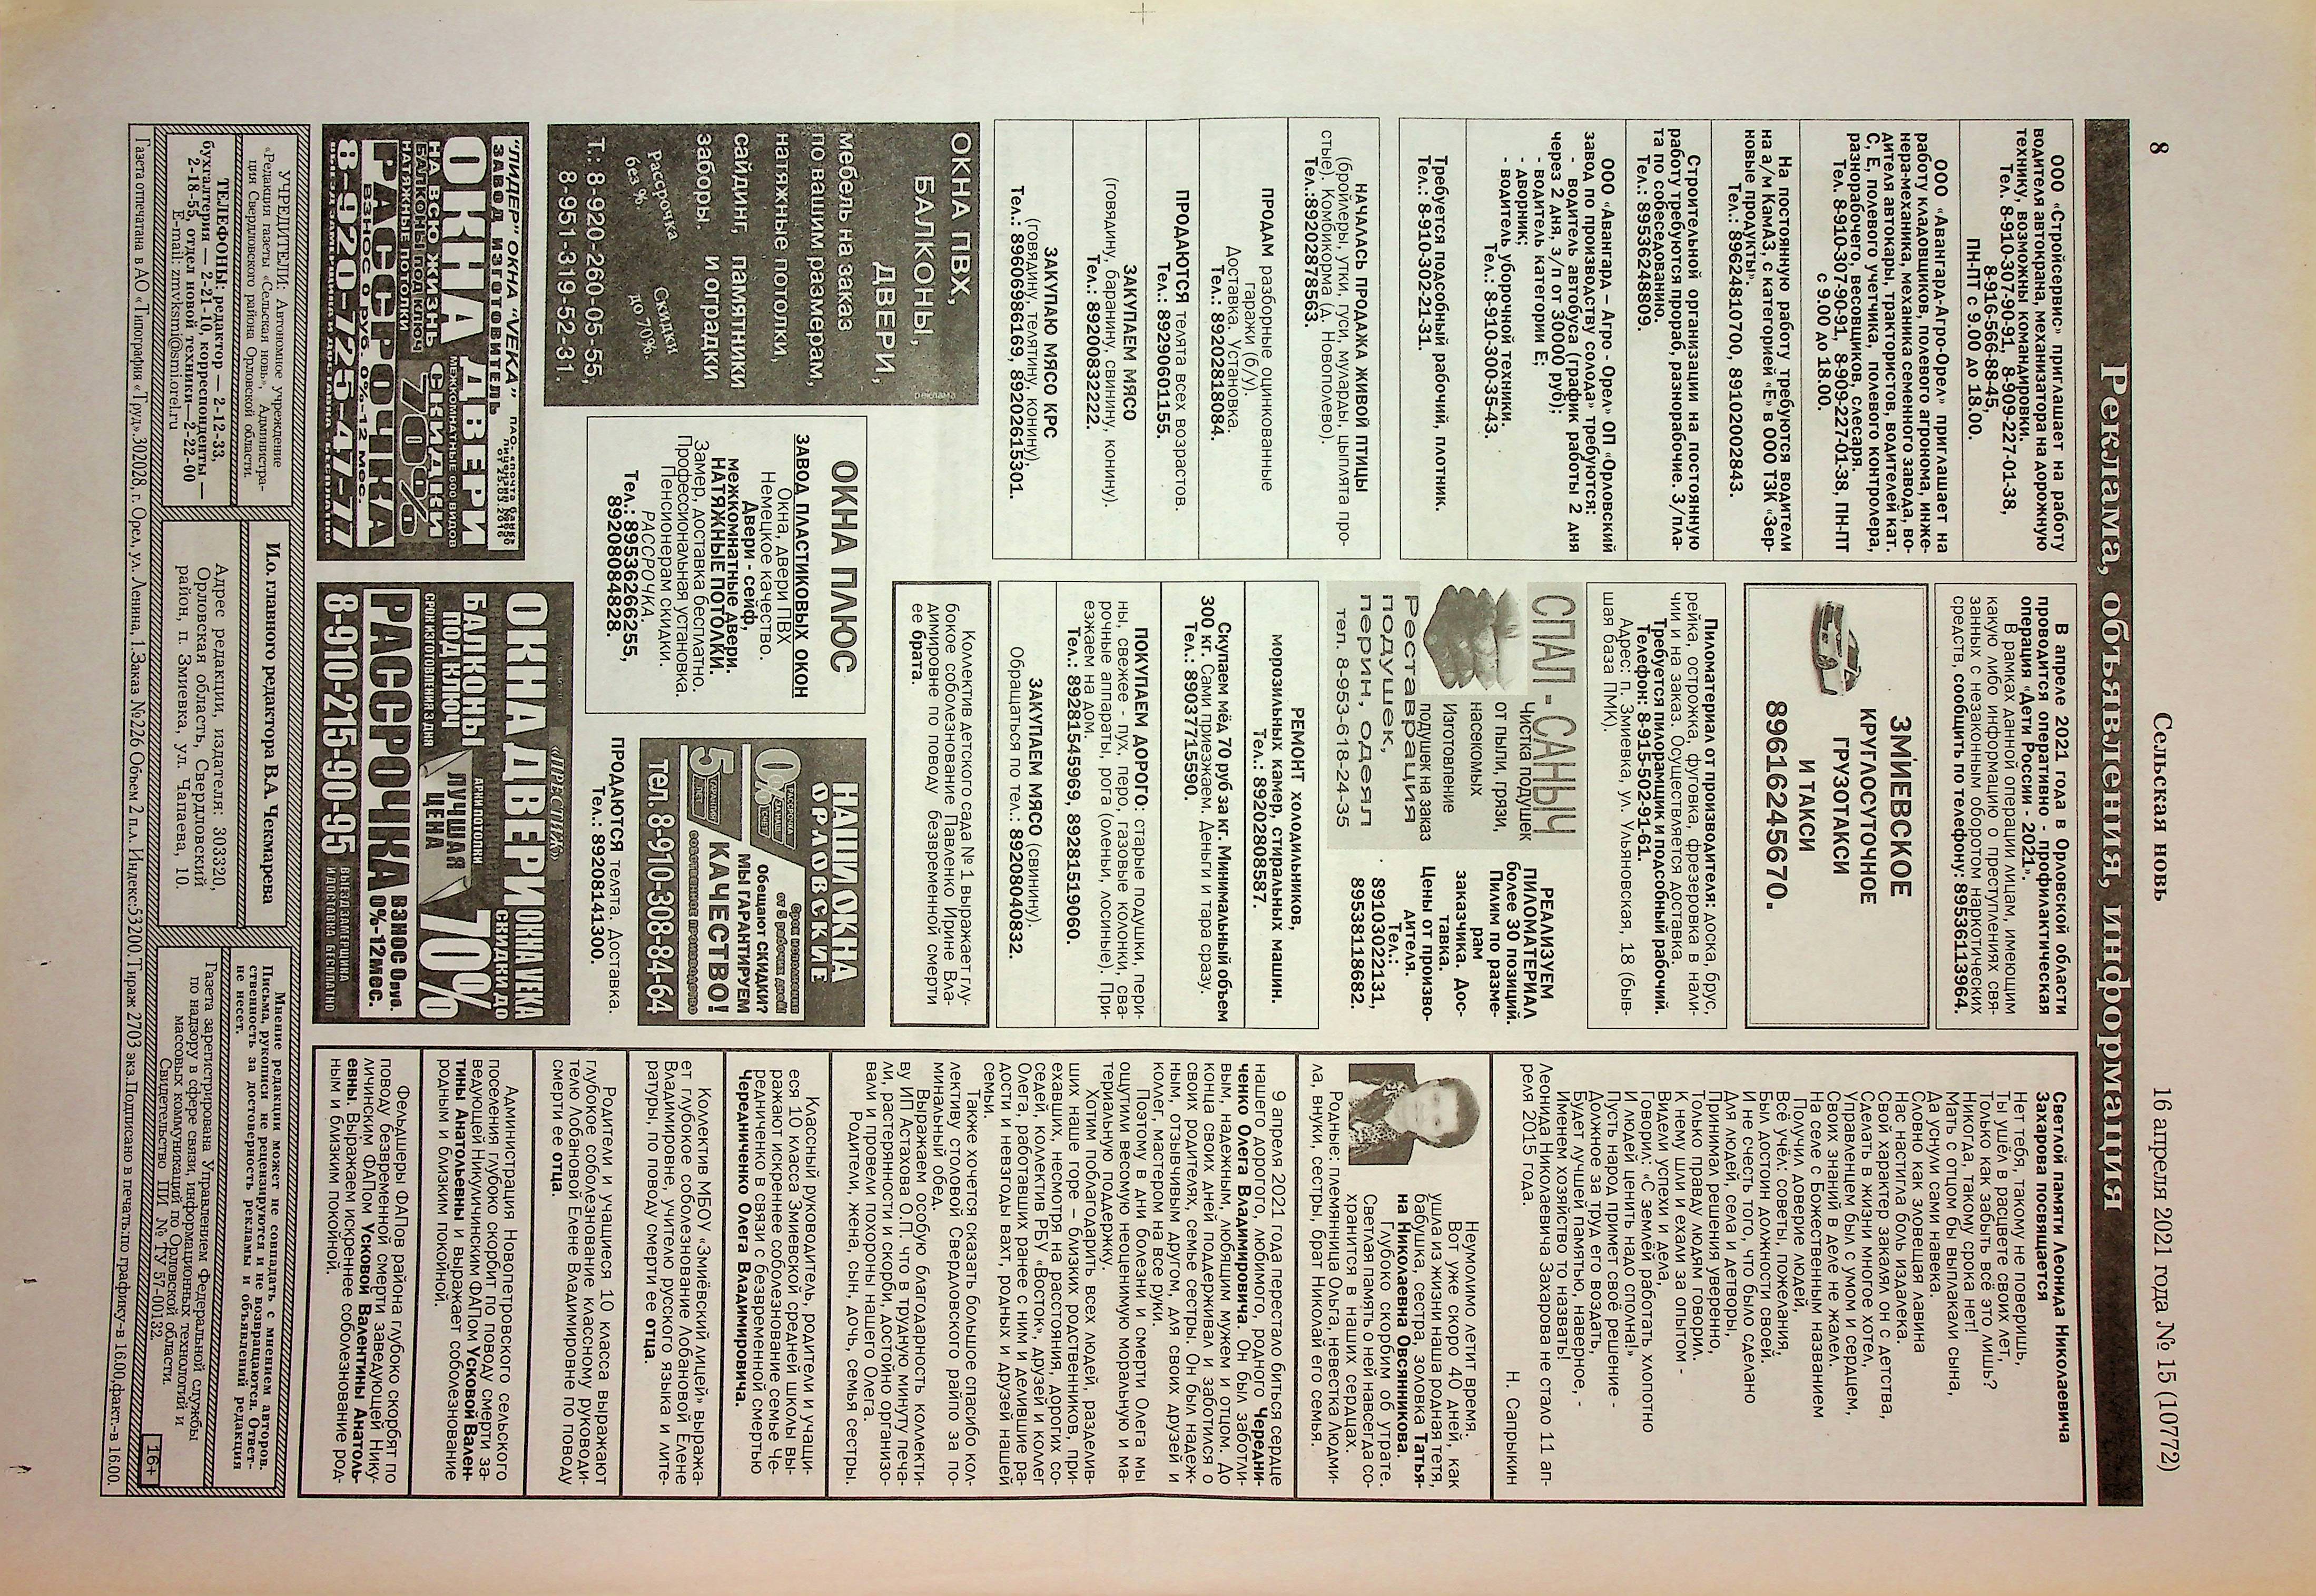 8
Сельская новь
16 апреля 2021 года № 15 (10772)
Реклама, объявления, информация
ООО «Стройсервис» приглашает на работу
водителя автокрана, механизатора на дорожную
технику, возможны командировки.
Тел. 8-910-307-90-91, 8-909-227-01-38,
8-916-566-88-45,
ПН-ПТ с 9.00 до 18.00.
ООО «Авангард-Агро-Орел» приглашает на
работу кладовщиков, полевого агронома, инже-
нера-механика, механика семенного завода, во-
дителя автокары, трактористов, водителей кат.
С, Е, полевого учетчика, полевого контролера,
разнорабочего, весовщиков, слесаря.
Тел. 8-910-307-90-91, 8-909-227-01-38, ПН-ПТ
с 9.00 до 18.00.
На постоянную работу требуются водители
на а/м КамАЗ, с категорией «Е» в ООО ТЗК «Зер-
новые продукты».
Тел.: 89624810700, 89102002843.
Строительной организации на постоянную
работу требуются прораб, разнорабочие. З/пла-
та по собеседованию.
Тел.: 89536248809.
ООО «Авангард – Агро - Орел» ОП «Орловский
завод по производству солода» требуются:
- водитель автобуса (график работы 2 дня
через 2 дня, з/п от 30000 руб);
- водитель категории Е;
- дворник;
- водитель уборочной техники.
Тел.: 8-910-300-35-43.
Требуется подсобный рабочий, плотник.
Тел.: 8-910-302-21-31.
НАЧАЛАСЬ ПРОДАЖА ЖИВОЙ ПТИЦЫ
(бройлеры, утки, гуси, муларды, цыплята про-
стые). Комбикорма (д. Новополево).
Тел.:89202878563.
ПРОДАМ разборные оцинкованные
гаражи (б/у).
Доставка. Установка.
Тел.: 89202818084.
ПРОДАЮТСЯ телята всех возрастов.
Тел.: 89290601155.
ЗАКУПАЕМ МЯСО
(говядину, баранину, свинину, конину).
Тел.: 89200832222.
ЗАКУПАЮ МЯСО КРС
(говядину, телятину, конину),
Тел.: 89606986169, 89202615301.
ОКНА ПВХ,
БАЛКОНЫ,
ДВЕРИ,
мебель на заказ
по вашим размерам,
натяжные потолки,
сайдинг, памятники
заборы. и оградки
Рассрочка без %. Скидки до 70%.
Т.: 8-920-260-05-55,
8-951-319-52-31.
реклама
ОКНА ПЛЮС
ЗАВОД ПЛАСТИКОВЫХ ОКОН
Окна, двери ПВХ
Немецкое качество.
Двери - сейф,
межкомнатные двери.
НАТЯЖНЫЕ ПОТОЛКИ.
Замер, доставка бесплатно.
Профессиональная установка.
Пенсионерам скидки.
РАССРОЧКА.
Тел.: 89536266255,
89208084828.
"ЛИДЕР" ОКНА "VEKA"
ЗАВОД ИЗГОТОВИТЕЛЬ
ОКНА ДВЕРИ
НА ВСЮ ЖИЗНЬ
БАЛКОНЫ ПОД КЛЮЧ
НАТЯЖНЫЕ ПОТОЛКИ
МЕЖКОМНАТНЫЕ 600 ВИДОВ
СКИДКИ
70%
РАССРОЧКА
ВЗНОС 0 РУБ. 0%-12 МЕС.
8-920-725-47-77
В апреле 2021 года в Орловской области
проводится оперативно - профилактическая
операция «Дети России - 2021».
В рамках данной операции лицам, имеющим
какую либо информацию о преступлениях свя-
занных с незаконным оборотом наркотических
средств, сообщить по телефону: 89536113964.
ЗМИЕВСКОЕ
КРУГЛОСУТОЧНОЕ
ГРУЗОТАКСИ
И ТАКСИ
89616245670.
Пиломатериал от производителя: доска, брус,
рейка, острожка, фуговка, фрезеровка в нали-
чии и на заказ. Осуществляется доставка.
Требуется пилорамщик и подсобный рабочий.
Телефон: 8-915-502-91-61.
Адрес: п. Змиевка, ул. Ульяновская, 18 (быв-
шая база ПМК).
СПАЛ - САНЫЧ
Чистка подушек
от пыли, грязи,
насекомых
Изготовление
подушек на заказ
Реставрация
подушек,
перин, одеял
тел. 8-953-618-24-35
РЕАЛИЗУЕМ
ПИЛОМАТЕРИАЛ
более 30 позиций.
Пилим по разме-
рам
заказчика. Дос-
тавка.
Цены от произво-
дителя.
Тел.:
89103022131,
89538118682.
РЕМОНТ холодильников,
морозильных камер, стиральных машин.
Тел.: 89202808587.
Скупаем мёд 70 руб за кг. Минимальный объем
300 кг. Сами приезжаем. Деньги и тара сразу.
Тел.: 89037715590.
ПОКУПАЕМ ДОРОГО: старые подушки, пери-
ны, свежее - пух, перо, газовые колонки, сва-
рочные аппараты, рога (оленьи, лосиные). При-
езжаем на дом.
Тел.: 89281545969, 89281519060.
ЗАКУПАЕМ МЯСО (свинину).
Обращаться по тел.: 89208040832.
Коллектив детского сада № 1 выражает глу-
бокое соболезнование Павленко Ирине Вла-
димировне по поводу безвременной смерти
ее брата.
НАШИ ОКНА
ОРЛОВСКИЕ
0%
РАССРОЧКА
ЗА НАШ
СЧЕТ
Срок исполнения
от 5 рабочих дней!
Обещают СКИДКИ?
МЫ ГАРАНТИРУЕМ
КАЧЕСТВО!
5 ГАРАНТИЯ ЛЕТ
СОБСТВЕННОЕ ПРОИЗВОДСТВО
тел. 8-910-308-84-64
ПРОДАЮТСЯ телята. Доставка.
Тел.: 89208141300.
«ПРЕСТИЖ»
ОКНА ДВЕРИ ОКНА VEKA
БАЛКОНЫ
ПОД КЛЮЧ
СРОК ИЗГОТОВЛЕНИЯ 3 ДНЯ
ЛУЧШАЯ
ЦЕНА
СКИДКИ ДО
70%
РАССРОЧКА
ВЗНОС 0 руб.
0%-12мес.
8-910-215-90-95
ВЫЕЗД ЗАМЕРЩИКА
И ДОСТАВКА БЕСПЛАТНО
Светлой памяти Леонида Николаевича
Захарова посвящается
Нет тебя, такому не поверишь,
Ты ушёл в расцвете своих лет,
Только как забыть всё это лишь?
Никогда, такому срока нет!
Мать с отцом бы выплакали сына,
Да уснули сами навека.
Словно как зловещая лавина
Нас настигла боль издалека.
Свой характер закалял он с детства,
Сделать в жизни многое хотел,
Управленцем был с умом и сердцем,
Своих знаний в деле не жалел.
На селе с Божественным названием
Получил доверие людей,
Всё учёл: советы, пожелания,
Был достоин должности своей.
И не счесть того, что было сделано
Для людей, села и детворы,
Принимал решения уверенно,
Только правду людям говорил.
К нему шли и ехали за опытом -
Видели успехи и дела,
Говорил: «С землёй работать хлопотно
И людей ценить надо сполна!»
Пусть народ примет своё решение -
Должное за труд его воздать,
Будет лучшей памятью, наверное, -
Именем хозяйство то назвать!
Леонида Николаевича Захарова не стало 11 ап-
реля 2015 года.
Н. Сапрыкин
Неумолимо летит время.
Вот уже скоро 40 дней, как
ушла из жизни наша родная тетя,
бабушка, сестра, золовка Татья-
на Николаевна Овсянникова.
Глубоко скорбим об утрате.
Светлая память о ней навсегда со-
хранится в наших сердцах.
Родные: племянница Ольга, невестка Людми-
ла, внуки, сестры, брат Николай его семья.
9 апреля 2021 года перестало биться сердце
нашего дорогого, любимого, родного Чередни-
ченко Олега Владимировича. Он был заботли-
вым, надежным, любящим мужем и отцом. До
конца своих дней поддерживал и заботился о
своих родителях, семье сестры. Он был надеж-
ным, отзывчивым другом, для своих друзей и
коллег, мастером на все руки.
Поэтому в дни болезни и смерти Олега мы
ощутили весомую неоценимую моральную и ма-
териальную поддержку.
Хотим поблагодарить всех людей, разделив-
ших наше горе – близких родственников, при-
ехавших, несмотря на расстояния, дорогих со-
седей, коллектив РБУ «Восток», друзей и коллег
Олега, работавших ранее с ним и делившие ра-
дости и невзгоды вахт, родных и друзей нашей
семьи.
Также хочется сказать большое спасибо кол-
лективу столовой Свердловского райпо за по-
минальный обед.
Выражаем особую благодарность коллекти-
ву ИП Астахова О.П. что в трудную минуту печа-
ли, растерянности и скорби, достойно организо-
вали и провели похороны нашего Олега.
Родители, жена, сын, дочь, семья сестры.
Классный руководитель, родители и учащи-
еся 10 класса Змиевской средней школы вы-
ражают искреннее соболезнование семье Че-
редниченко в связи с безвременной смертью
Чередниченко Олега Владимировича.
Коллектив МБОУ «Змиёвский лицей» выража-
ет глубокое соболезнование Лобановой Елене
Владимировне, учителю русского языка и лите-
ратуры, по поводу смерти ее отца.
Родители и учащиеся 10 класса выражают
глубокое соболезнование классному руководи-
телю Лобановой Елене Владимировне по поводу
смерти ее отца.
Администрация Новопетровского сельского
поселения глубоко скорбит по поводу смерти за-
ведующей Никуличинским ФАПом Усковой Вален-
тины Анатольевны и выражает соболезнование
родным и близким покойной.
Фельдшеры ФАПов района глубоко скорбят по
поводу безвременной смерти заведующей Нику-
личинским ФАПом Усковой Валентины Анатоль-
евны. Выражаем искреннее соболезнование род-
ным и близким покойной.
УЧРЕДИТЕЛИ: Автономное учреждение
«Редакция газеты «Сельская новь», Администра-
ция Свердловского района Орловской области.
ТЕЛЕФОНЫ: редактор — 2-12-33,
бухгалтерия — 2-21-10, корреспонденты —
2-18-55, отдел новой техники—2-22-00
E-mail: zmvksm@smi.orel.ru
И.о. главного редактора В.А. Чекмарева
Адрес редакции, издателя: 303320,
Орловская область, Свердловский
район, п. Змиевка, ул. Чапаева, 10.
Мнение редакции может не совпадать с мнением авторов.
Письма, рукописи не рецензируются и не возвращаются. Ответ-
ственность за достоверность рекламы и объявлений редакция
не несет.
Газета зарегистрирована Управлением Федеральной службы
по надзору в сфере связи, информационных технологий и
массовых коммуникаций по Орловской области.
Свидетельство ПИ № ТУ 57-00132.
16+
Газета отпечатана в АО «Типография «Труд».302028, г. Орел, ул. Ленина, 1.Заказ №226 Объем 2 п.л. Индекс:53200.Тираж 2703 экз.Подписано в печать:по графику-в 16.00,факт.-в 16.00.